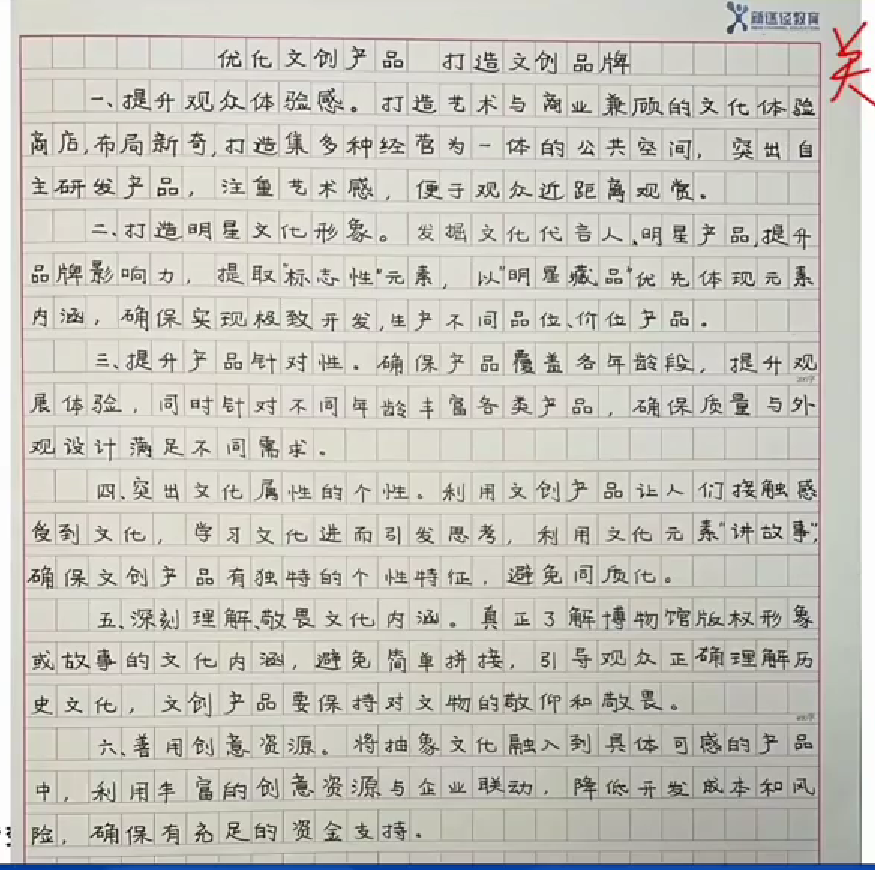 新途径教育
NEW CHANNEL EDUCATION
关
优化文创产品 打造文创品牌
一、提升观众体验感。打造艺术与商业兼顾的文化体验
商店,布局新奇,打造集多种经营为一体的公共空间,突出自
主研发产品,注重艺术感,便于观众近距离观赏。
二、打造明星文化形象。发掘文化代言人、明星产品,提升
品牌影响力,提取"标志性"元素,以"明星藏品"优先体现元素
内涵,确保实现极致开发,生产不同品位、价位产品。
三、提升产品针对性。确保产品覆盖各年龄段,提升观
200字
展体验,同时针对不同年龄丰富各类产品,确保质量与外
观设计满足不同需求。
四、突出文化属性的个性。利用文创产品让人们接触感
受到文化,学习文化进而引发思考,利用文化元素"讲故事",
确保文创产品有独特的个性特征,避免同质化。
五、深刻理解、敬畏文化内涵。真正了解博物馆版权形象
或故事的文化内涵,避免简单拼接,引导观众正确理解历
史文化,文创产品要保持对文物的敬仰和敬畏。
400字
六、善用创意资源。将抽象文化融入到具体可感的产品
中,利用丰富的创意资源与企业联动,降低开发成本和风
险,确保有充足的资金支持。